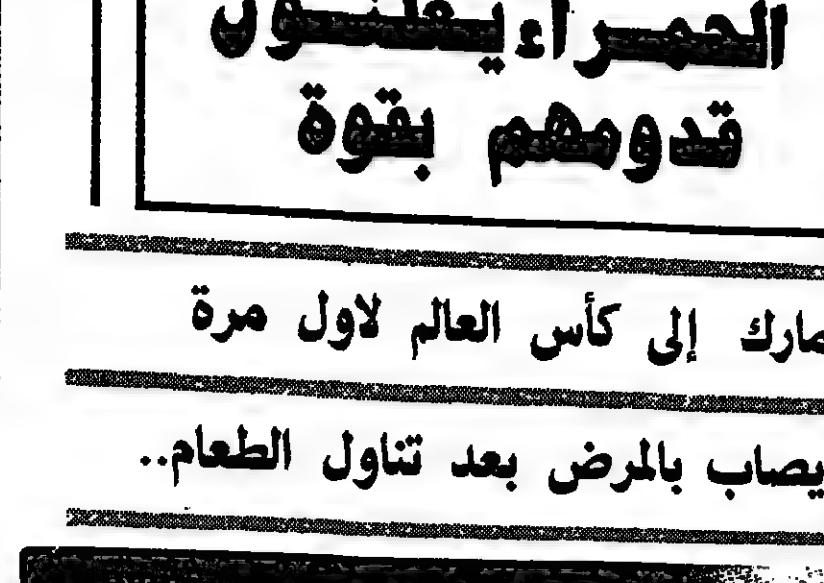 الحمراء يعلنون
قدومهم بقوة
مارك إلى كأس العالم لاول مرة
يصاب بالمرض بعد تناول الطعام..